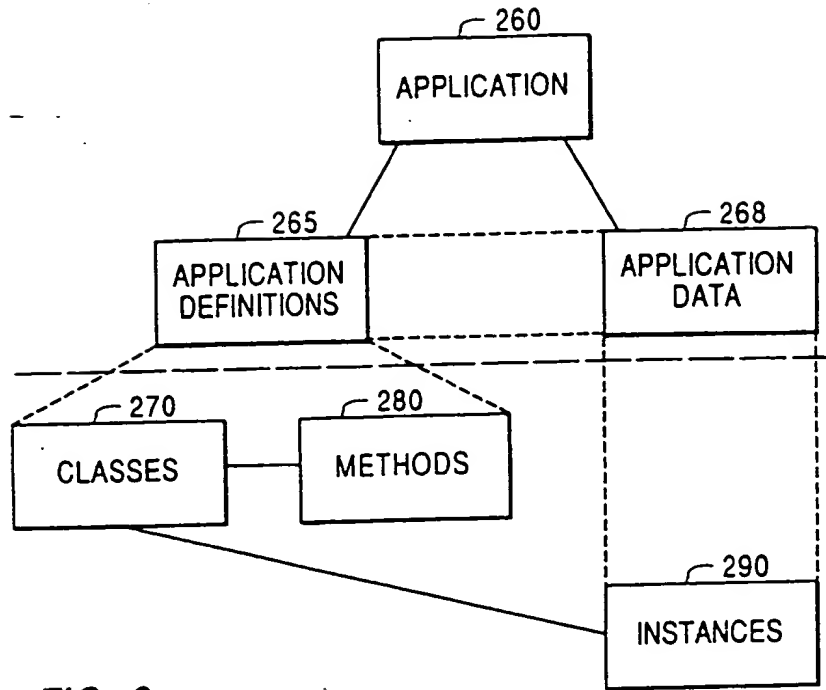 260
APPLICATION
265
APPLICATION
DEFINITIONS
268
APPLICATION
DATA
270
CLASSES
280
METHODS
290
INSTANCES